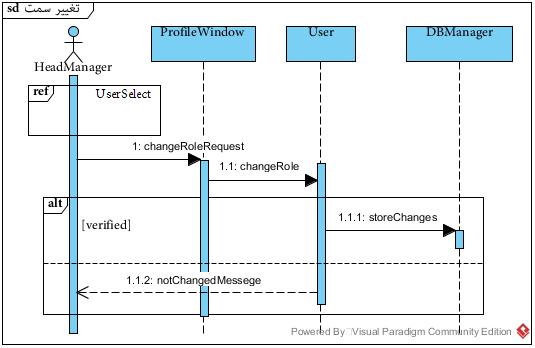 sd تغییر سمت
ProfileWindow
User
DBManager
HeadManager
ref
UserSelect
1: changeRoleRequest
1.1: changeRole
alt
[verified]
1.1.1: storeChanges
1.1.2: notChangedMessege
Powered By Visual Paradigm Community Edition